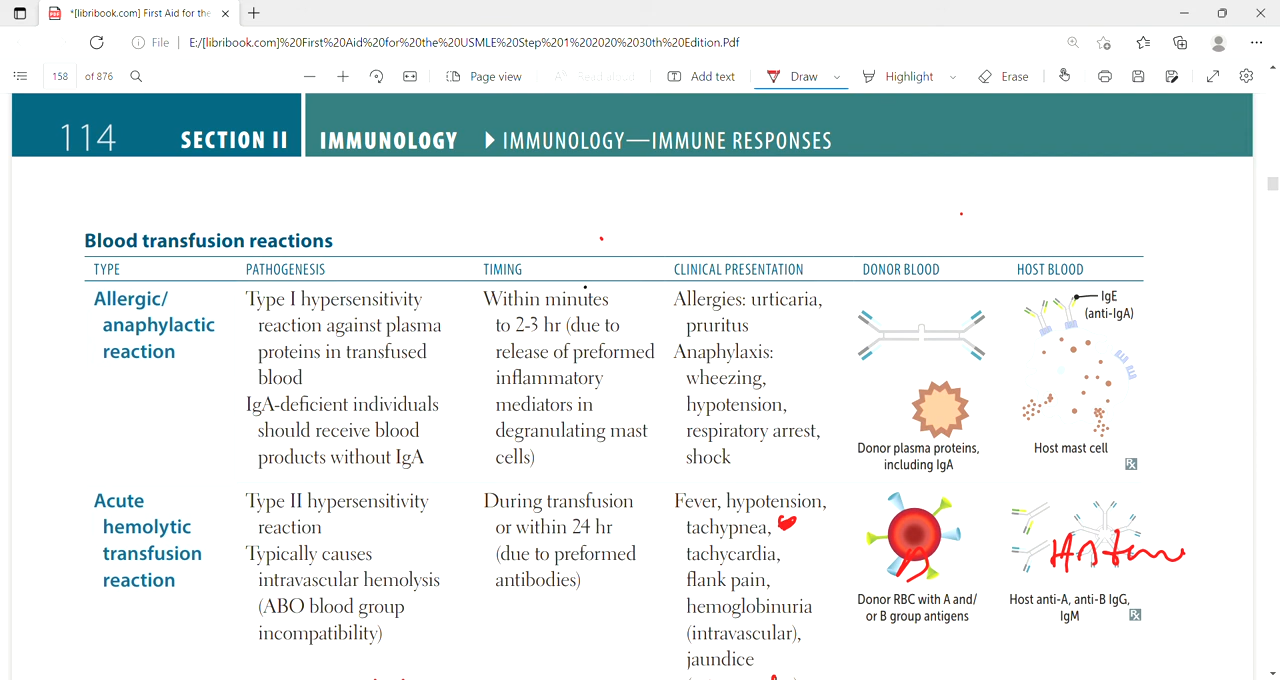 *[libribook.com] First Aid for the
File
E:/[libribook.com]%20First%20Aid%20for%20the%20USMLE%20Step%201%202020%2030th%20Edition.Pdf
158 of 876
Page view
Read aloud
Add text
Draw
Highlight
Erase
114 SECTION II IMMUNOLOGY IMMUNOLOGY—IMMUNE RESPONSES
Blood transfusion reactions
TYPE PATHOGENESIS TIMING CLINICAL PRESENTATION DONOR BLOOD HOST BLOOD
Allergic/
anaphylactic
reaction
Type I hypersensitivity
reaction against plasma
proteins in transfused
blood
IgA-deficient individuals
should receive blood
products without IgA
Within minutes
to 2-3 hr (due to
release of preformed
inflammatory
mediators in
degranulating mast
cells)
Allergies: urticaria,
pruritus
Anaphylaxis:
wheezing,
hypotension,
respiratory arrest,
shock
Donor plasma proteins,
including IgA
IgE
(anti-IgA)
Host mast cell
Rx
Acute
hemolytic
transfusion
reaction
Type II hypersensitivity
reaction
Typically causes
intravascular hemolysis
(ABO blood group
incompatibility)
During transfusion
or within 24 hr
(due to preformed
antibodies)
Fever, hypotension,
tachypnea,
tachycardia,
flank pain,
hemoglobinuria
(intravascular),
jaundice
Donor RBC with A and/
or B group antigens
Host anti-A, anti-B IgG,
IgM
Rx